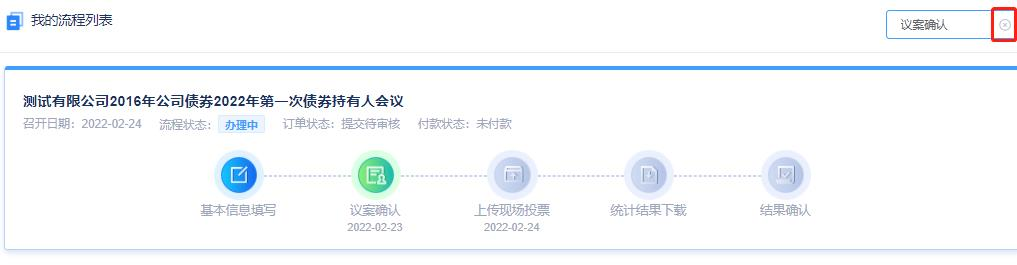 我的流程列表
议案确认
测试有限公司2016年公司债券2022年第一次债券持有人会议
召开日期：2022-02-24 流程状态：办理中 订单状态：提交待审核 付款状态：未付款
基本信息填写 议案确认 上传现场投票 统计结果下载 结果确认
2022-02-23 2022-02-24